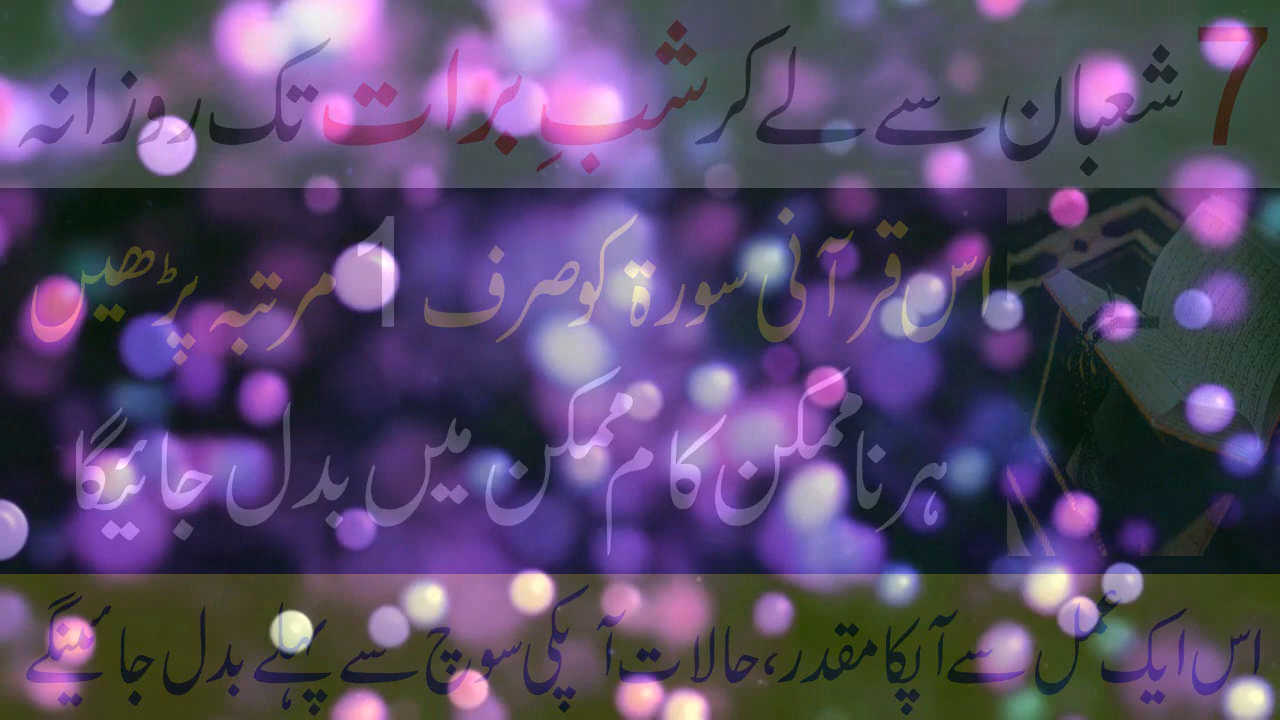 7 شعبان سے لے کر شبِ برات تک روزانہ
اس قرآنی سورۃ کو صرف 1 مرتبہ پڑھیں
ہر ناممکن کام ممکن میں بدل جائیگا
اس ایک عمل سے آپکا مقدر، حالات آپکی سوچ سے پہلے بدل جائینگے